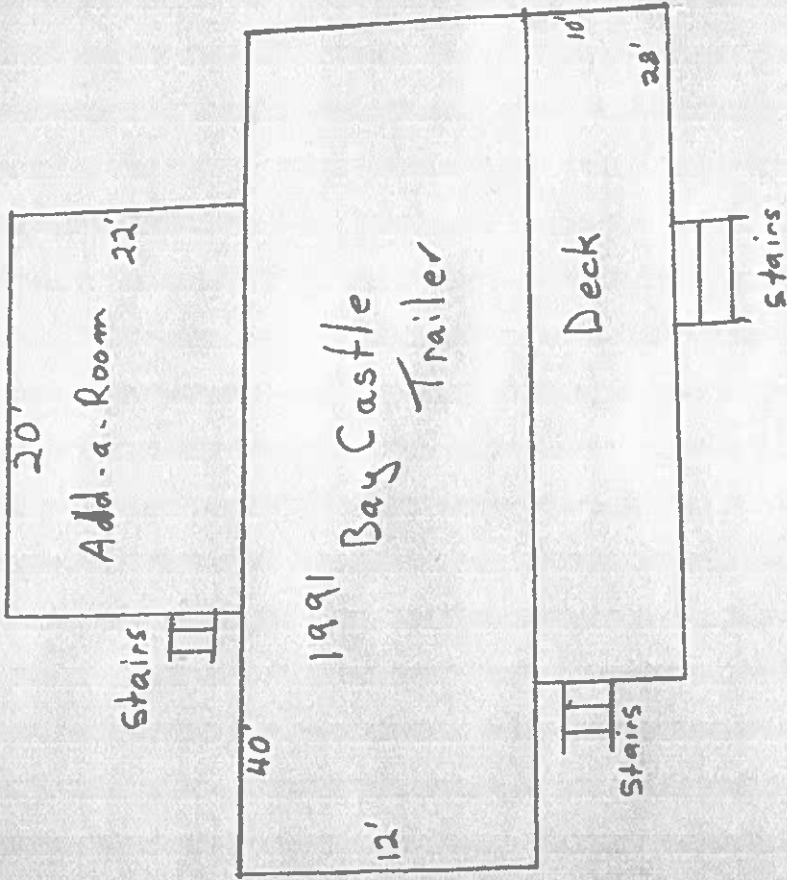 20'
Add-a-Room
22'
Stairs
40'
1991
Bay Castle
Trailer
12'
10'
28'
Deck
Stairs
Stairs